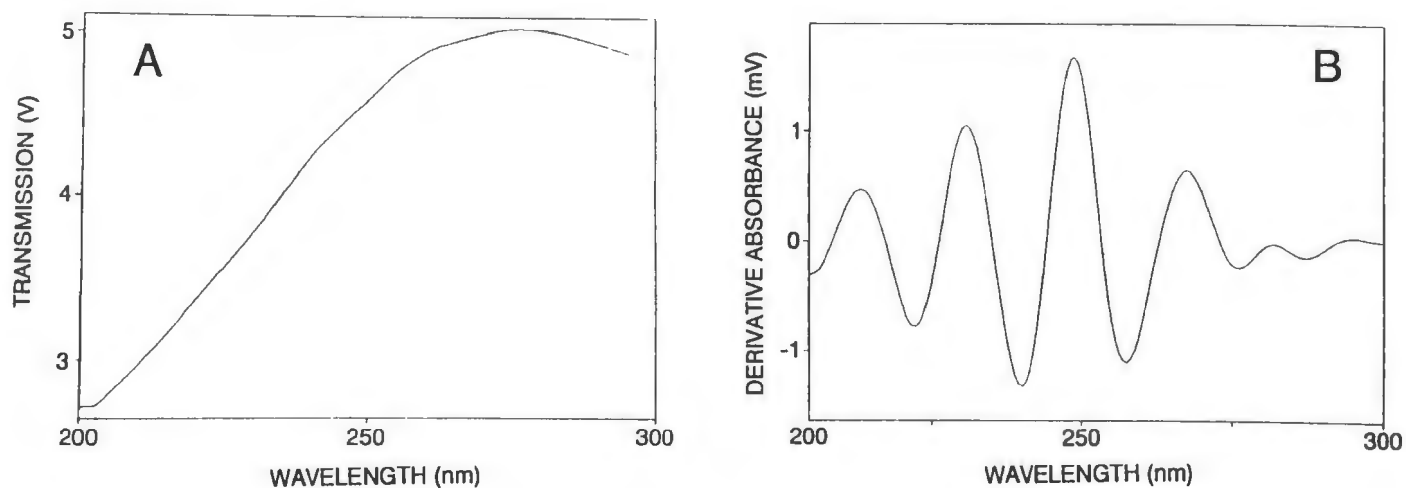 A
5
4
3
TRANSMISSION (V)
200
250
300
WAVELENGTH (nm)
B
1
0
-1
DERIVATIVE ABSORBANCE (mV)
200
250
300
WAVELENGTH (nm)